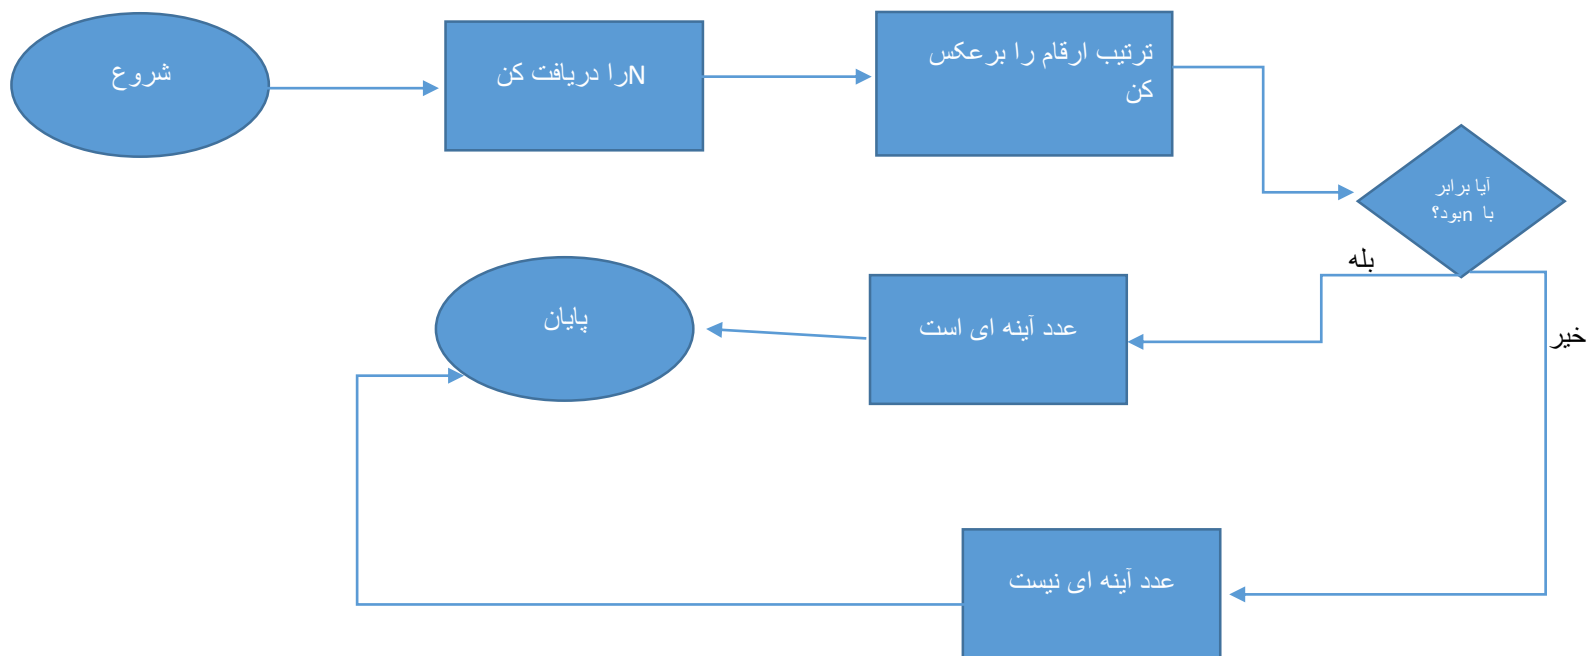 شروع
Nرا دریافت کن
ترتیب ارقام را برعکس
کن
آیا برابر
با nبود؟
بله
خیر
عدد آینه ای است
پایان
عدد آینه ای نیست